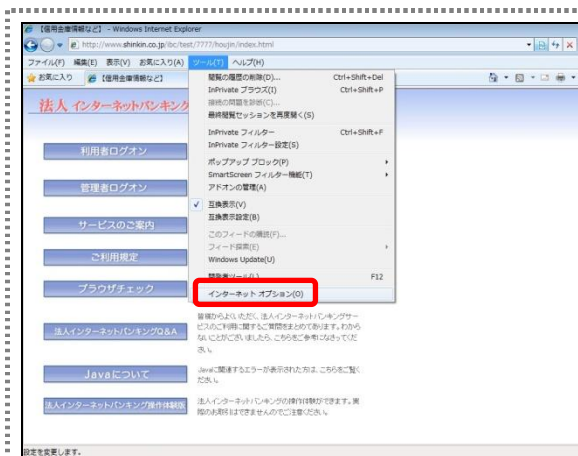 【信用金庫情報など】 - Windows Internet Explorer
http://www.shinkin.co.jp/ibc/test/7777/houjin/index.html
ファイル(F) 編集(E) 表示(V) お気に入り(A) ツール(T) ヘルプ(H)
お気に入り 【信用金庫情報など】
閲覧の履歴の削除(D)... Ctrl+Shift+Del
InPrivate ブラウズ(I) Ctrl+Shift+P
接続の問題を診断(C)...
最終閲覧セッションを再度開く(S)
InPrivate フィルター Ctrl+Shift+F
InPrivate フィルター設定(S)
ポップアップ ブロック(P)
SmartScreen フィルター機能(T)
アドオンの管理(A)
互換表示(V)
互換表示設定(B)
このフィードの購読(F)...
フィード探索(E)
Windows Update(U)
開発者ツール(L) F12
インターネット オプション(O)
法人 インターネットバンキング
利用者ログオン
管理者ログオン
サービスのご案内
ご利用規定
ブラウザチェック
法人インターネットバンキングQ&A
皆様からよくいただく、法人インターネットバンキングサー
ビスのご利用に関するご質問をまとめてあります。わから
ないことがございましたら、こちらをご参考になさってくだ
さい。
Javaについて
Javaに関連するエラーが表示された方は、こちらをご覧く
ださい。
法人インターネットバンキング操作体験版
法人インターネットバンキングの操作体験ができます。実
際のお取引はできませんのでご注意ください。
設定を変更します。